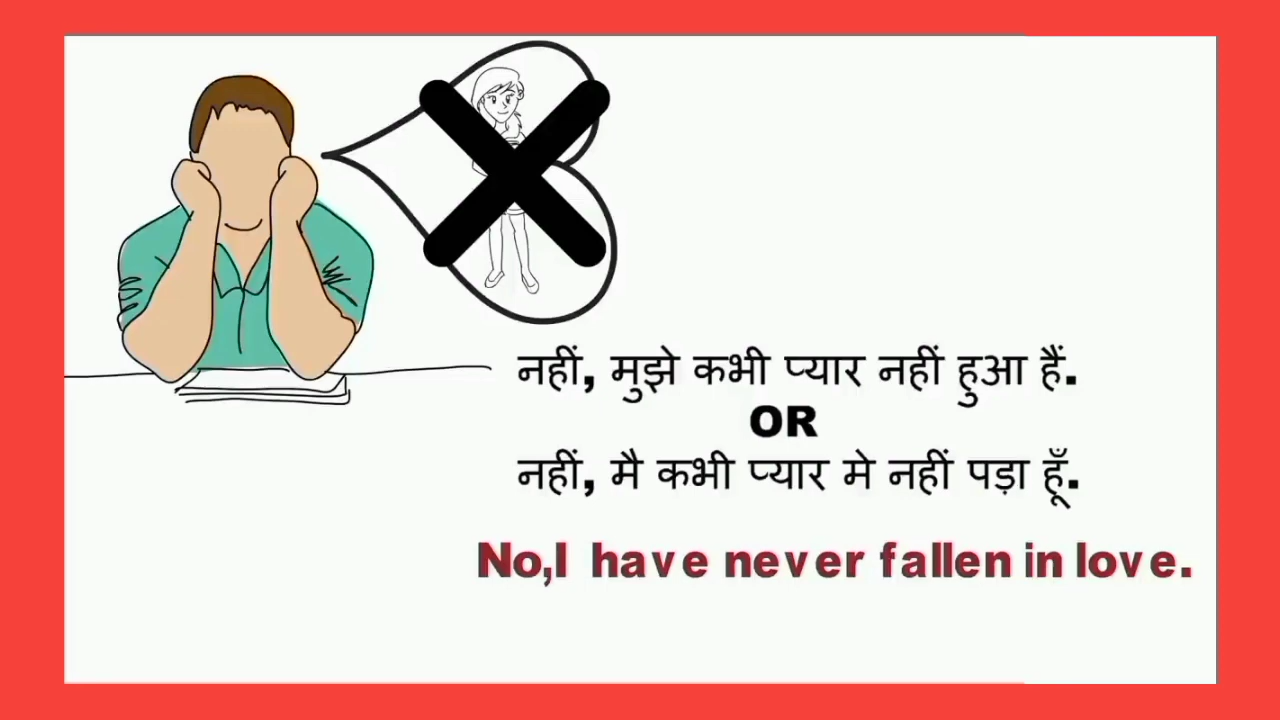 नहीं, मुझे कभी प्यार नहीं हुआ हैं.
OR
नहीं, मै कभी प्यार मे नहीं पड़ा हूँ.
No,I have never fallen in love.